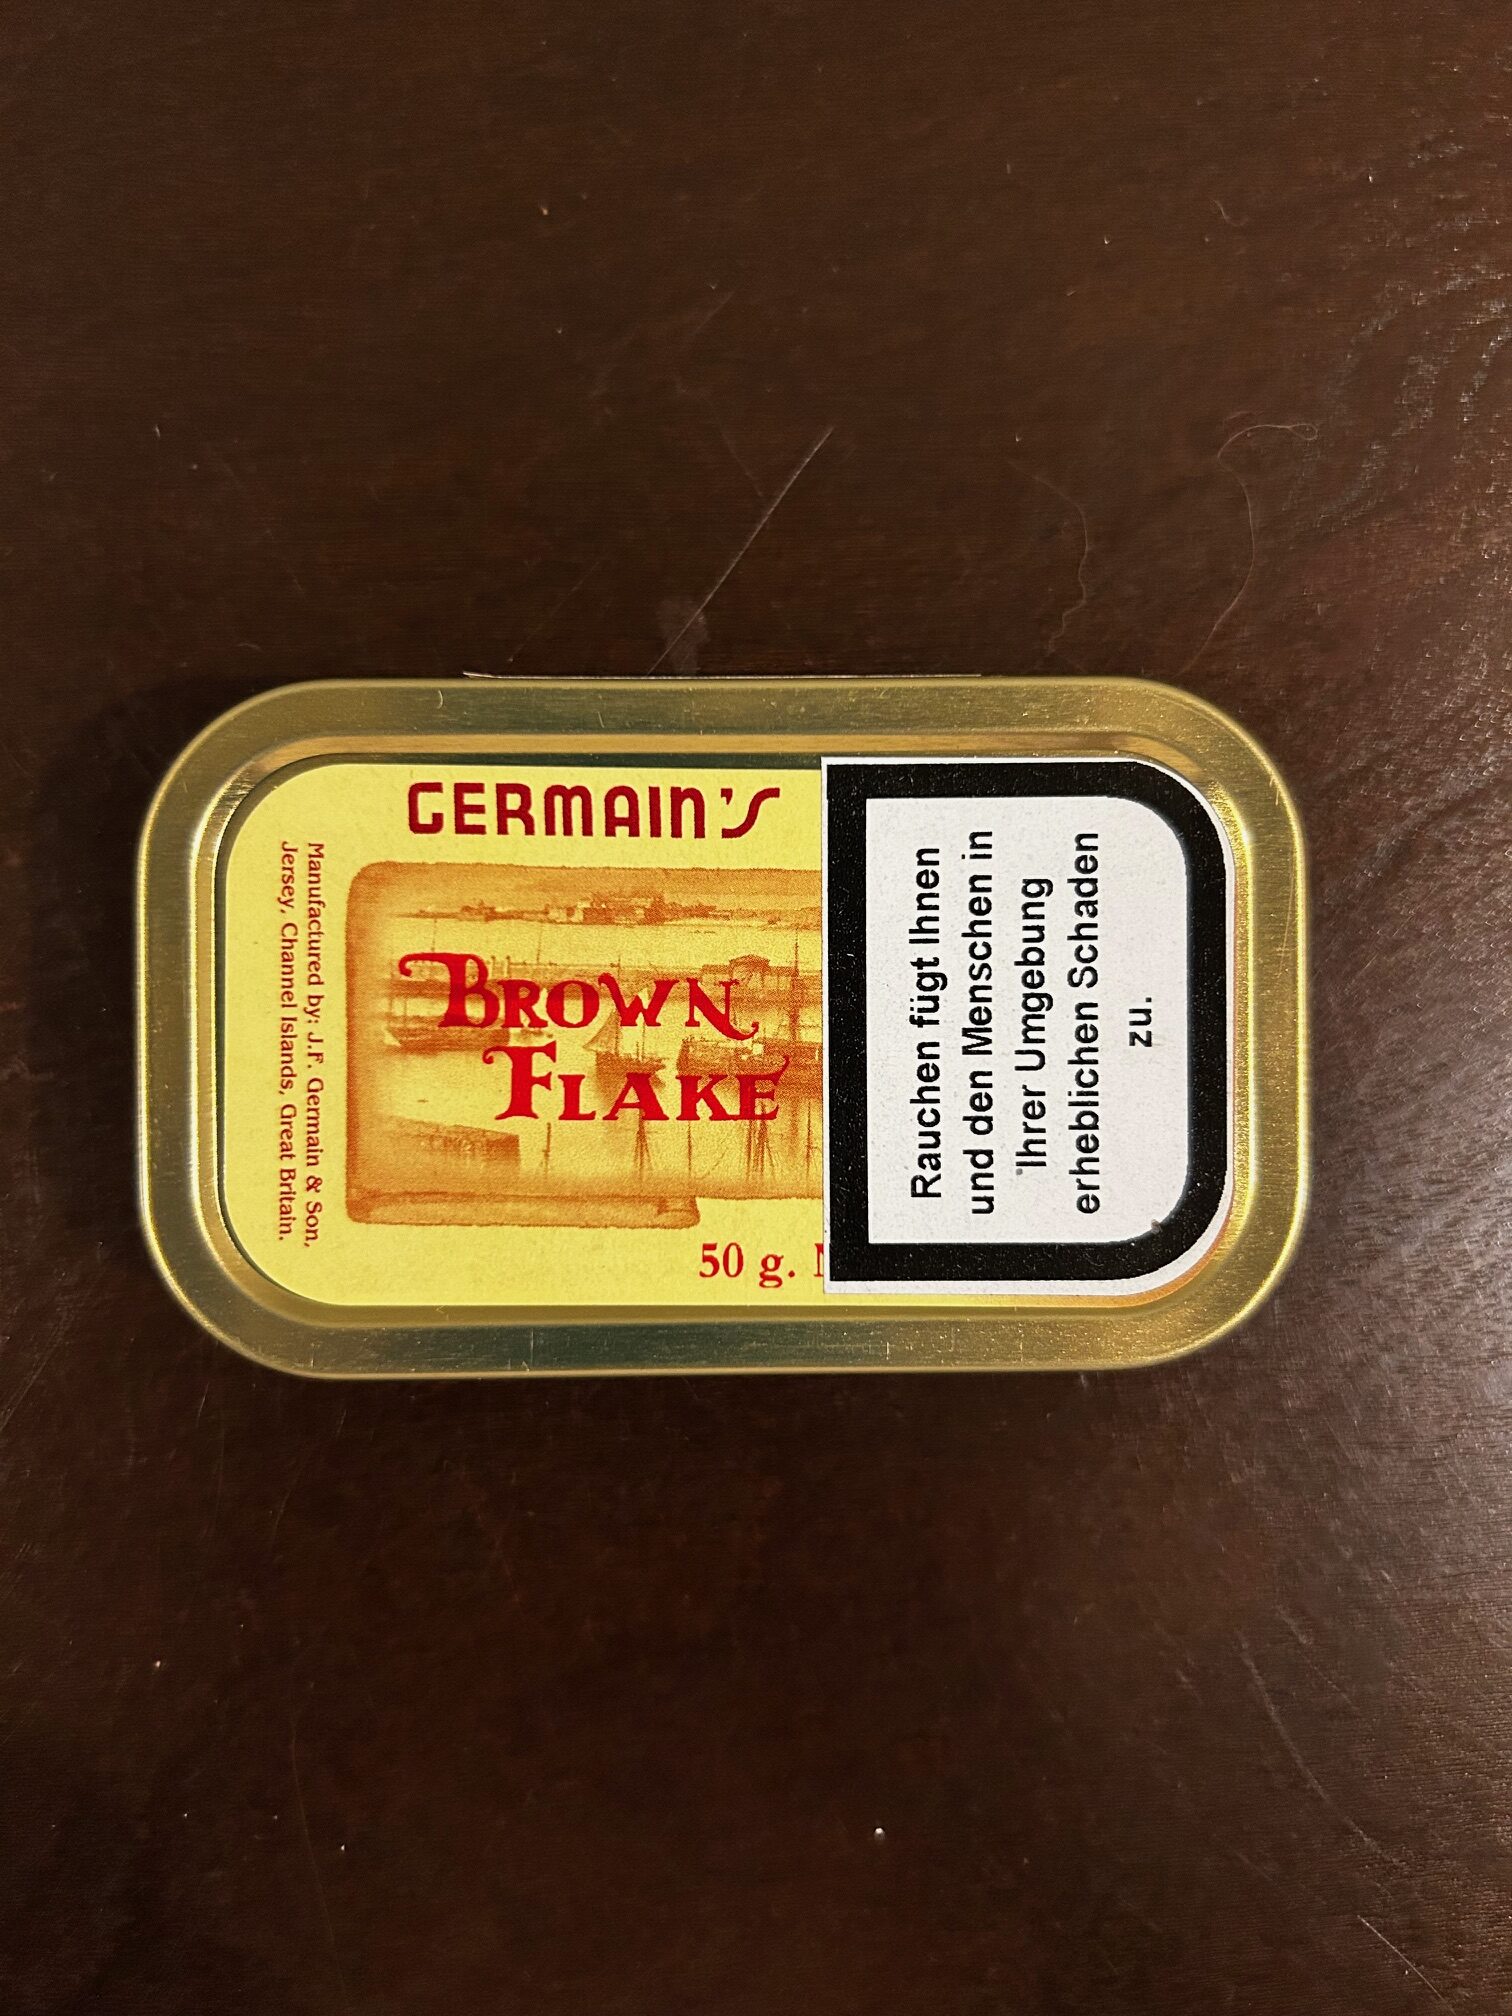 GERMAIN'S
BROWN
FLAKE
50 g.
Manufactured by: J.F. Germain & Son,
Jersey, Channel Islands, Great Britain.
Rauchen fügt Ihnen
und den Menschen in
Ihrer Umgebung
erheblichen Schaden
zu.